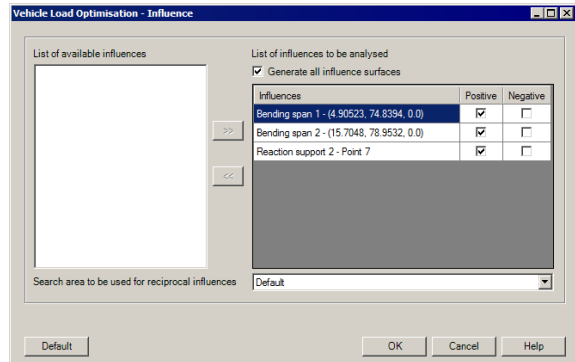 Vehicle Load Optimisation - Influence
List of available influences
List of influences to be analysed
Generate all influence surfaces
Influences Positive Negative
>>
Bending span 1 - (4.90523, 74.8394, 0.0)
Bending span 2 - (15.7048, 78.9532, 0.0)
Reaction support 2 - Point 7
<<
Search area to be used for reciprocal influences Default
Default OK Cancel Help